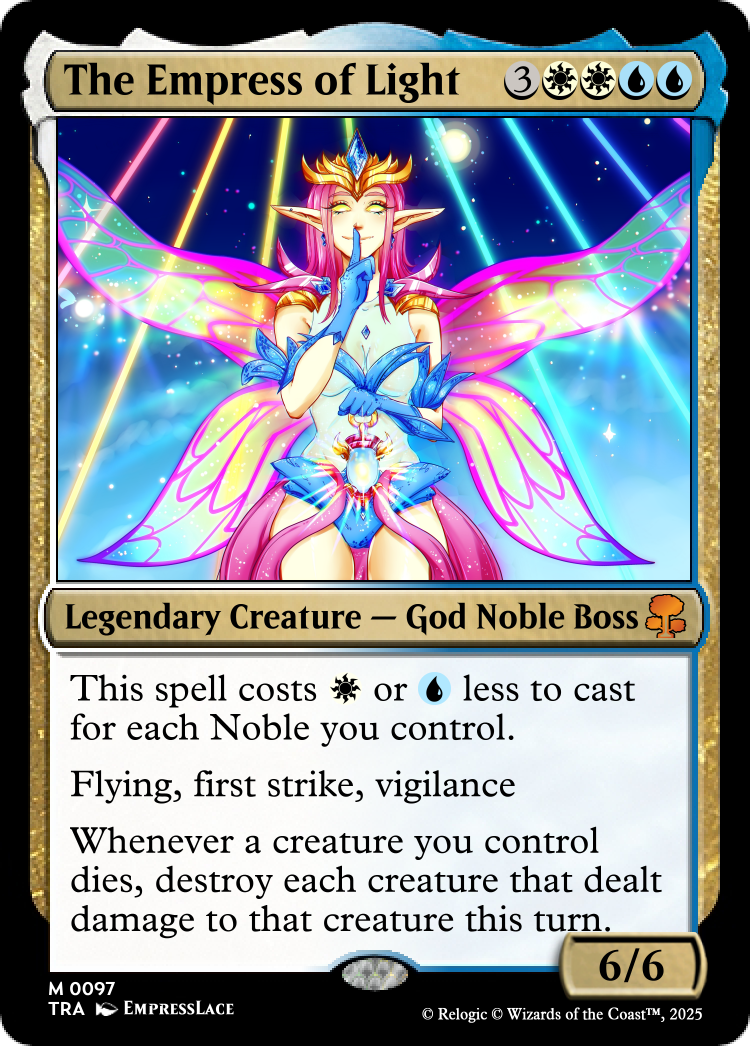 The Empress of Light 3
Legendary Creature — God Noble Boss
This spell costs or less to cast
for each Noble you control.
Flying, first strike, vigilance
Whenever a creature you control
dies, destroy each creature that dealt
damage to that creature this turn.
6/6
M 0097
TRA EmpressLace
© Relogic © Wizards of the Coast™, 2025